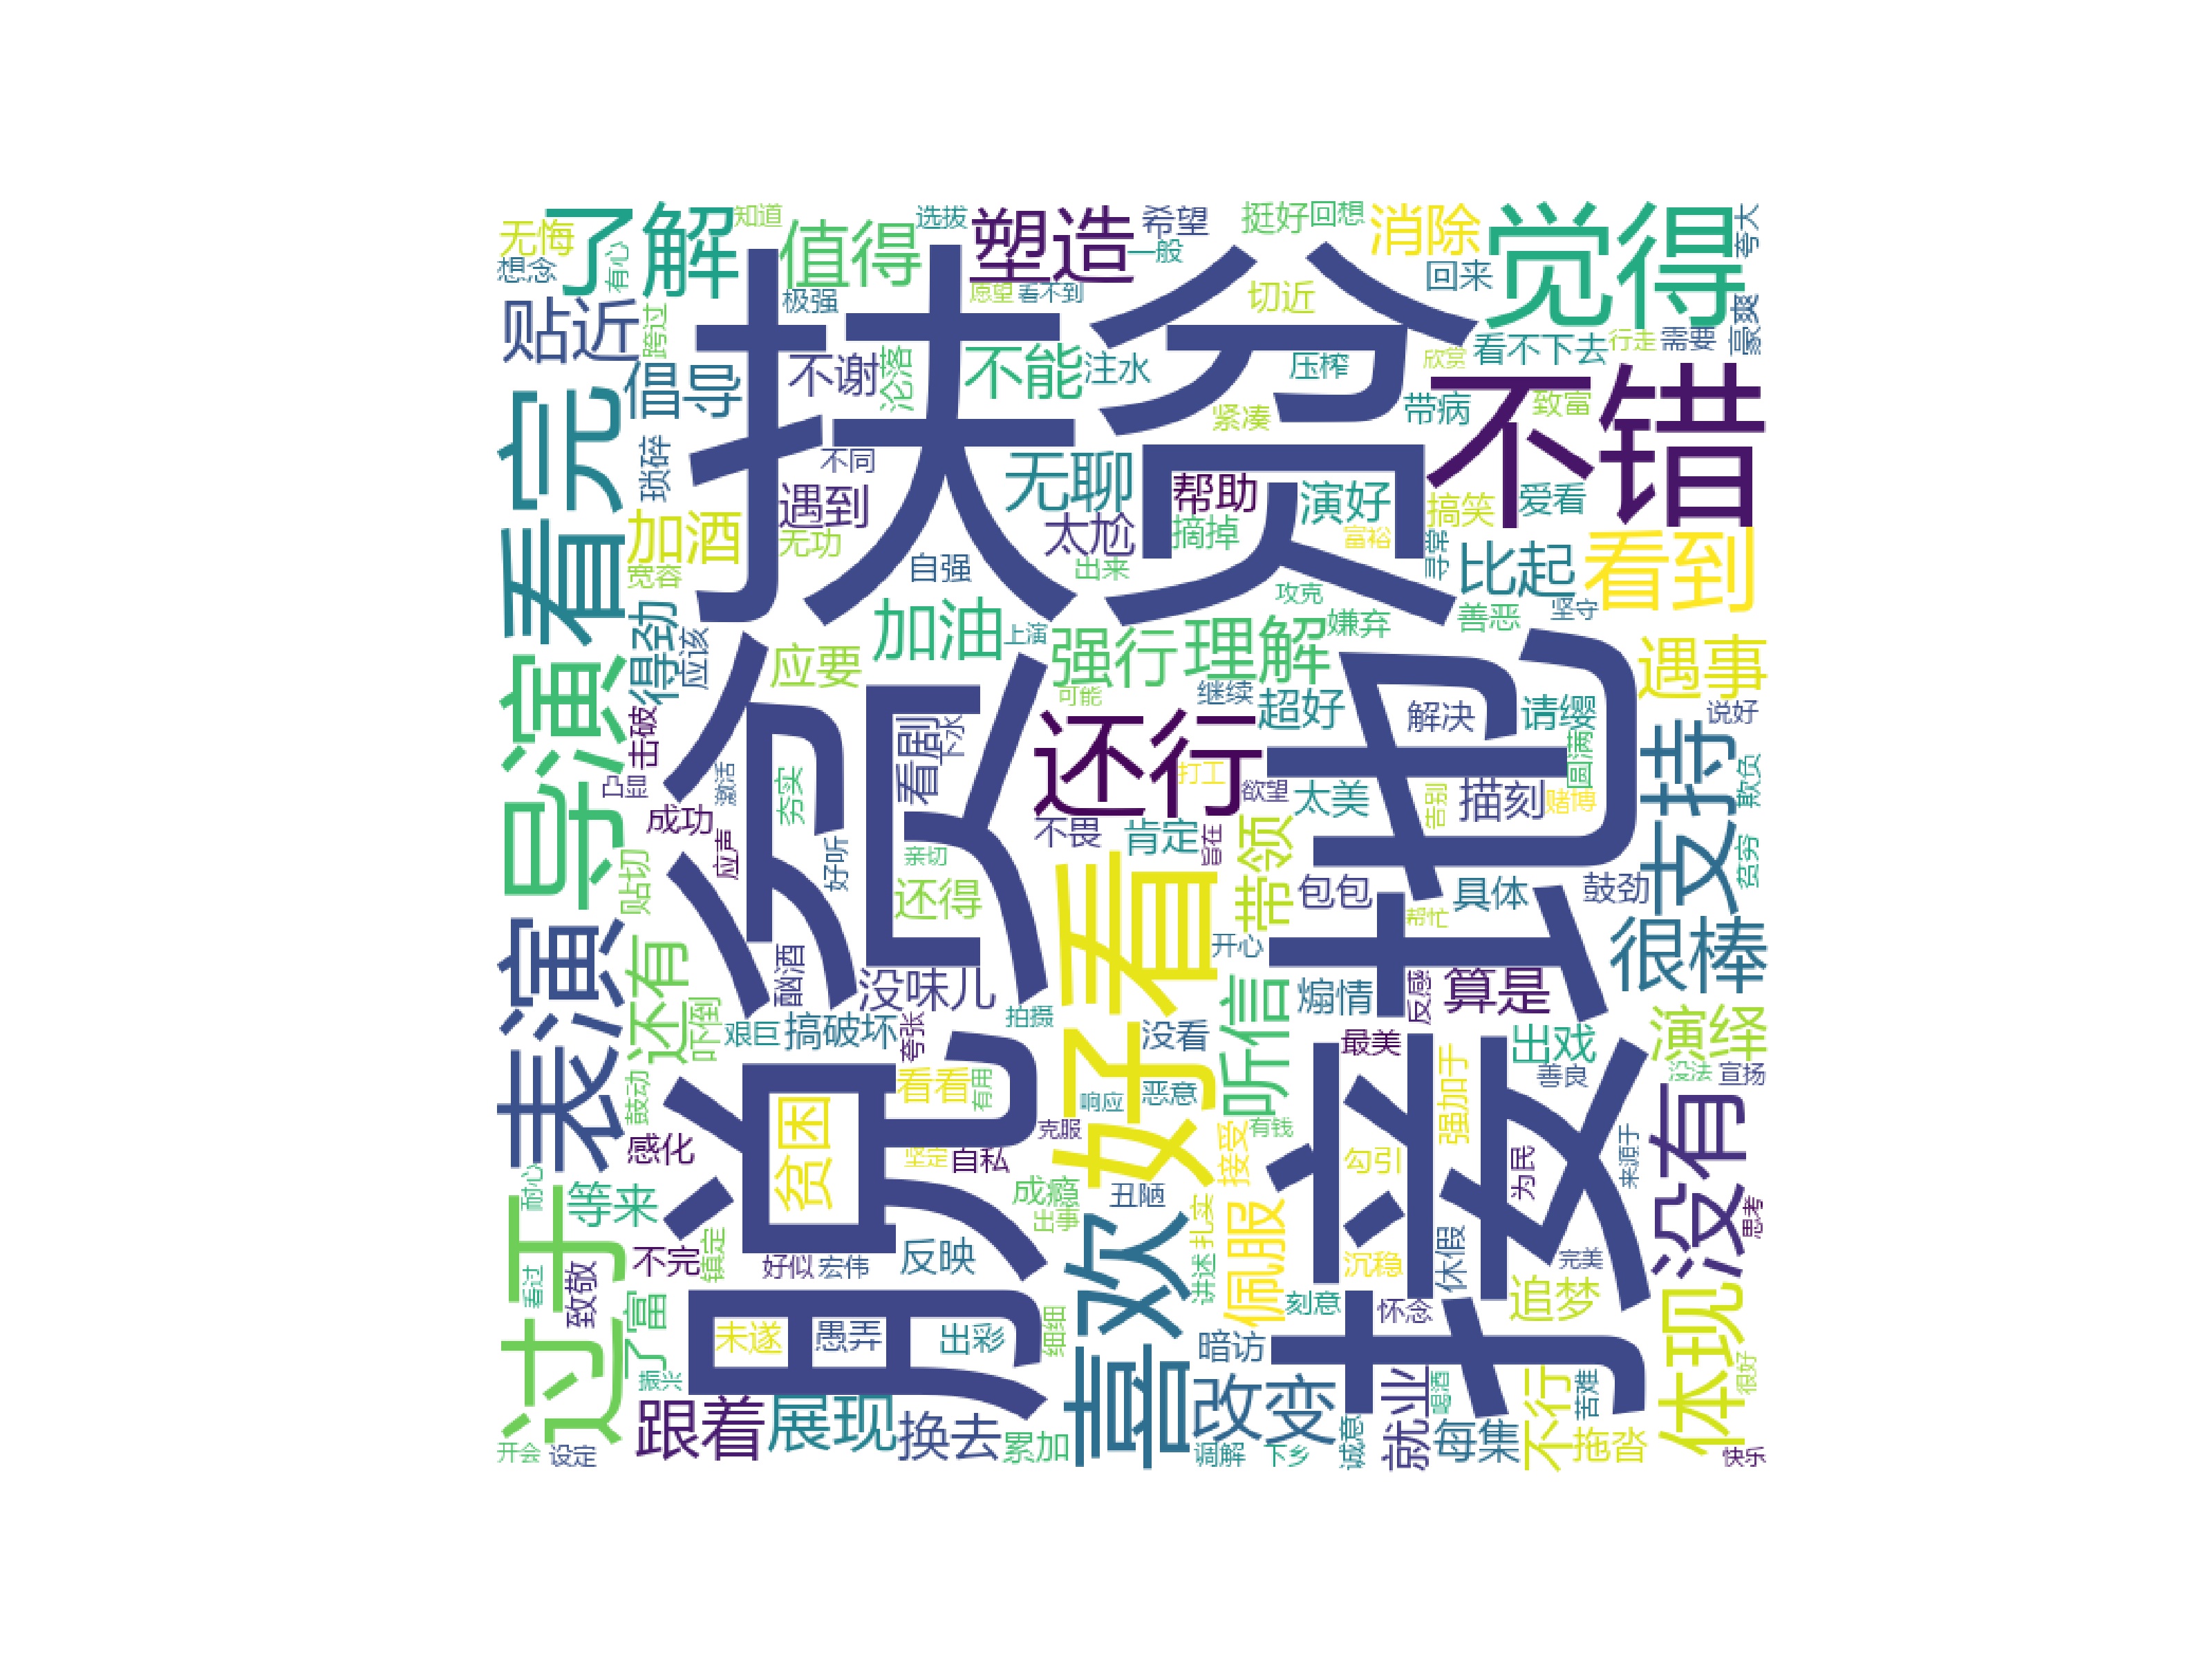 无悔
了解
知道
值得
选拔
塑造
希望
一般
挺好
回想
消除
觉得
夸大
想念
有心
极强
愿望
看不到
切近
回来
豪爽
贴近
跨过
扶贫
不谢
沦落
不能
注水
压榨
欣赏
看不下去
行走
需要
倡导
紧凑
带病
致富
不错
看完
琐碎
不同
遇到
无聊
帮助
演好
搞笑
爱看
加酒
无功
太尬
摘掉
富裕
寻常
比起
看到
宽容
自强
出来
攻克
坚守
得劲
应该
应要
加油
上演
强行
理解
嫌弃
善恶
遇事
导演
击破
脱贫
看剧
下水
可能
继续
超好
解决
请缨
圆满
说好
接地
还行
支持
凸显
激活
夯实
打工
欲望
太美
苦别
描刻
赌博
欺负
成功
应声
好听
亲切
不畏
肯定
旨在
带领
贫穷
贴切
还得
好看
包包
具体
鼓劲
帮忙
表演
还有
酗酒
没味儿
开心
听信
煽情
反感
算是
很棒
吓倒
艰巨
搞破坏
夸张
拍摄
没看
最美
出戏
演绎
鼓动
贫困
看看
有用
响应
恶意
强加于
善良
没法
宣扬
感化
坚定
自私
克服
有钱
接受
勾引
为民
来源于
没有
过于
耐心
等来
成瘾
出事
丑陋
扎实
佩服
思考
看过
致敬
不完
镇定
好似
宏伟
反映
喜欢
讲述
沉稳
休假
完美
了富
细细
刻意
怀念
追梦
体现
振兴
未遂
愚弄
出彩
暗访
很好
跟着
展现
换去
累加
改变
就业
喝酒
每集
不行
苦难
拖沓
开会
设定
调解
下乡
诚意
快乐